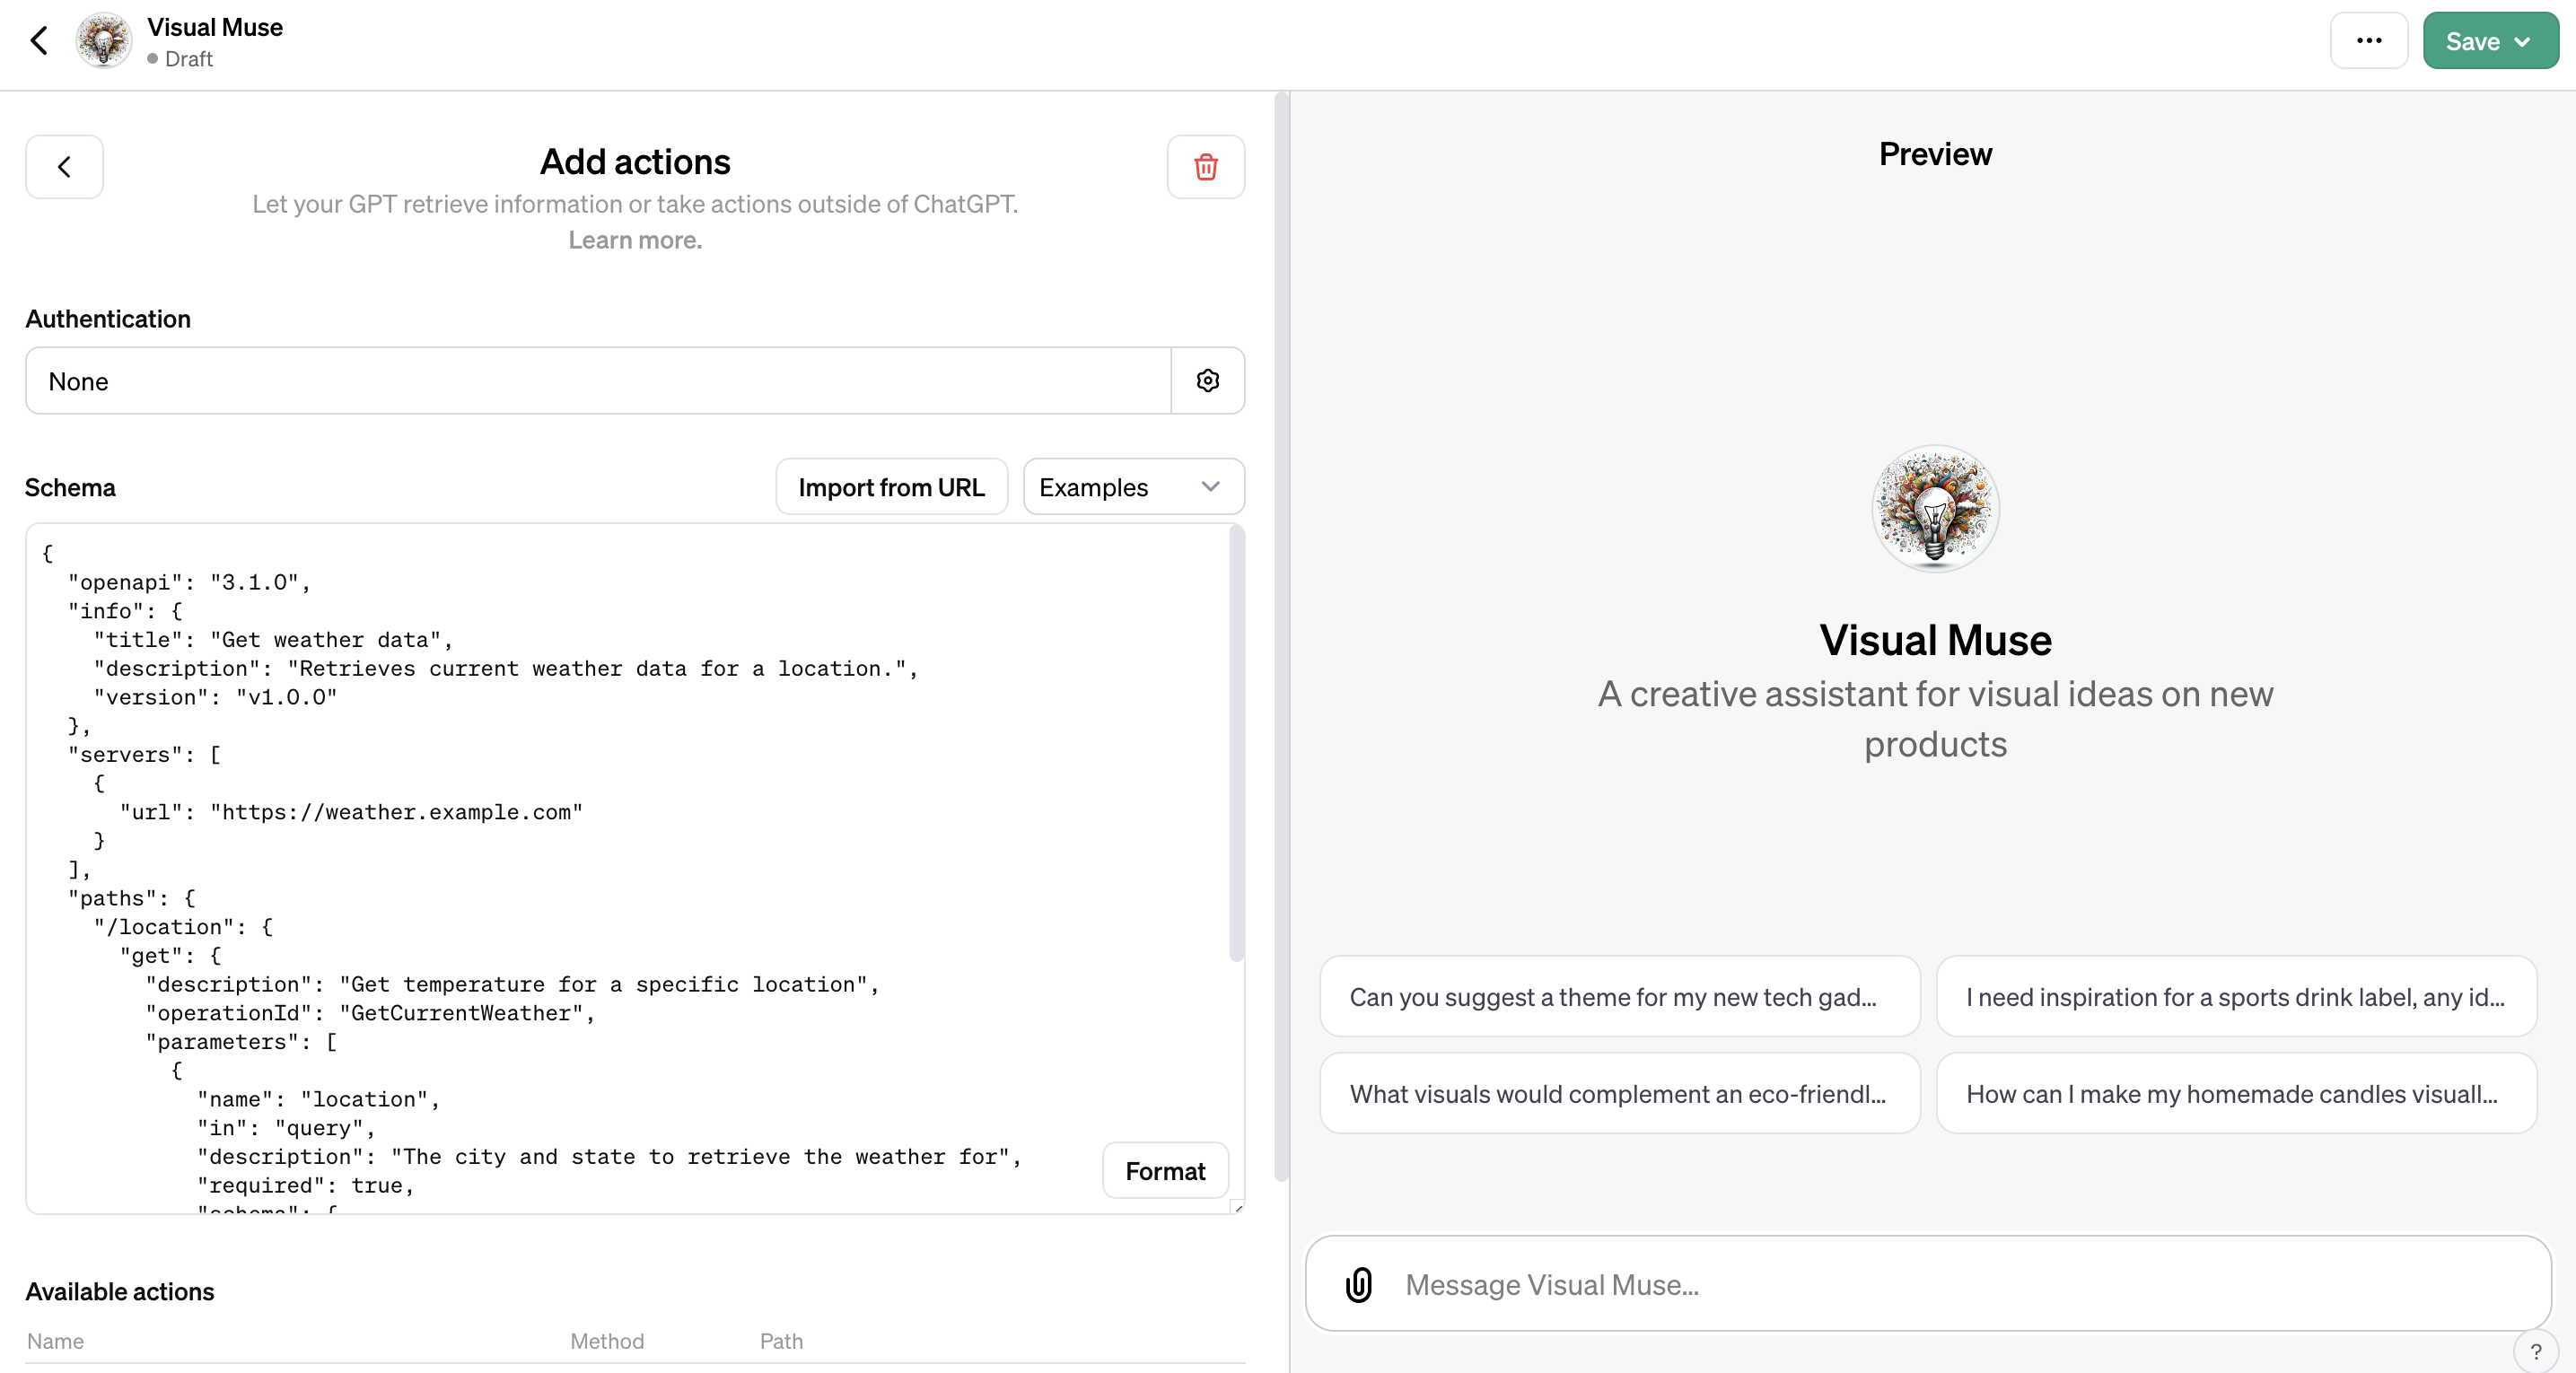 Visual Muse
Draft
Save
Add actions
Let your GPT retrieve information or take actions outside of ChatGPT.
Learn more.
Authentication
None
Schema
Import from URL
Examples
{
  "openapi": "3.1.0",
  "info": {
    "title": "Get weather data",
    "description": "Retrieves current weather data for a location.",
    "version": "v1.0.0"
  },
  "servers": [
    {
      "url": "https://weather.example.com"
    }
  ],
  "paths": {
    "/location": {
      "get": {
        "description": "Get temperature for a specific location",
        "operationId": "GetCurrentWeather",
        "parameters": [
          {
            "name": "location",
            "in": "query",
            "description": "The city and state to retrieve the weather for",
            "required": true,
            "schema": {
Format
Available actions
Name Method Path
Preview
Visual Muse
A creative assistant for visual ideas on new
products
Can you suggest a theme for my new tech gad...
I need inspiration for a sports drink label, any id...
What visuals would complement an eco-friendl...
How can I make my homemade candles visuall...
Message Visual Muse...
?